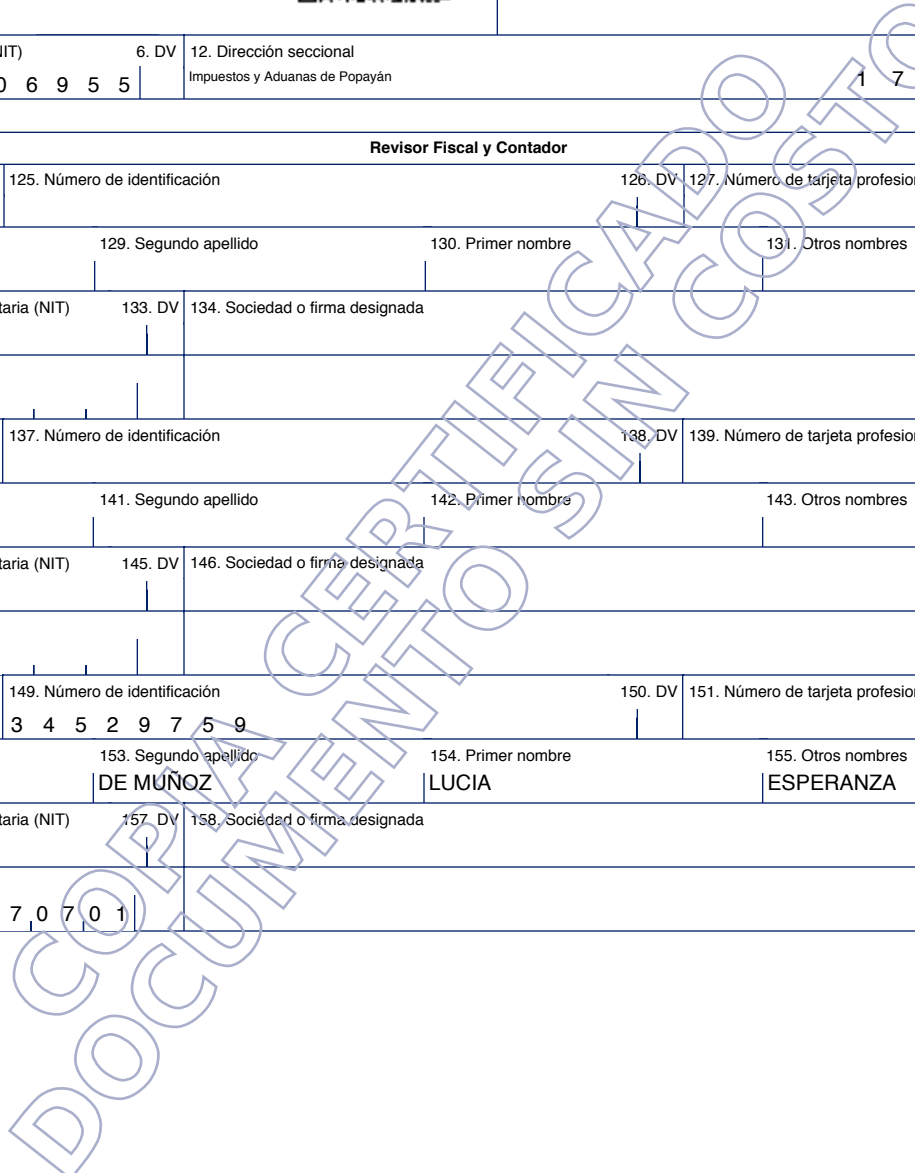 IT) 6. DV 12. Dirección seccional
0 6 9 5 5 Impuestos y Aduanas de Popayán 1 7
Revisor Fiscal y Contador
125. Número de identificación 126. DV 127. Número de tarjeta profesion
129. Segundo apellido 130. Primer nombre 131. Otros nombres
taria (NIT) 133. DV 134. Sociedad o firma designada
137. Número de identificación 138. DV 139. Número de tarjeta profesion
141. Segundo apellido 142. Primer nombre 143. Otros nombres
taria (NIT) 145. DV 146. Sociedad o firma designada
149. Número de identificación 150. DV 151. Número de tarjeta profesion
3 4 5 2 9 7 5 9
153. Segundo apellido 154. Primer nombre 155. Otros nombres
DE MUÑOZ LUCIA ESPERANZA
taria (NIT) 157. DV 158. Sociedad o firma designada
7 0 7 0 1
COPIA CERTIFICADO
DOCUMENTO SIN COSTO